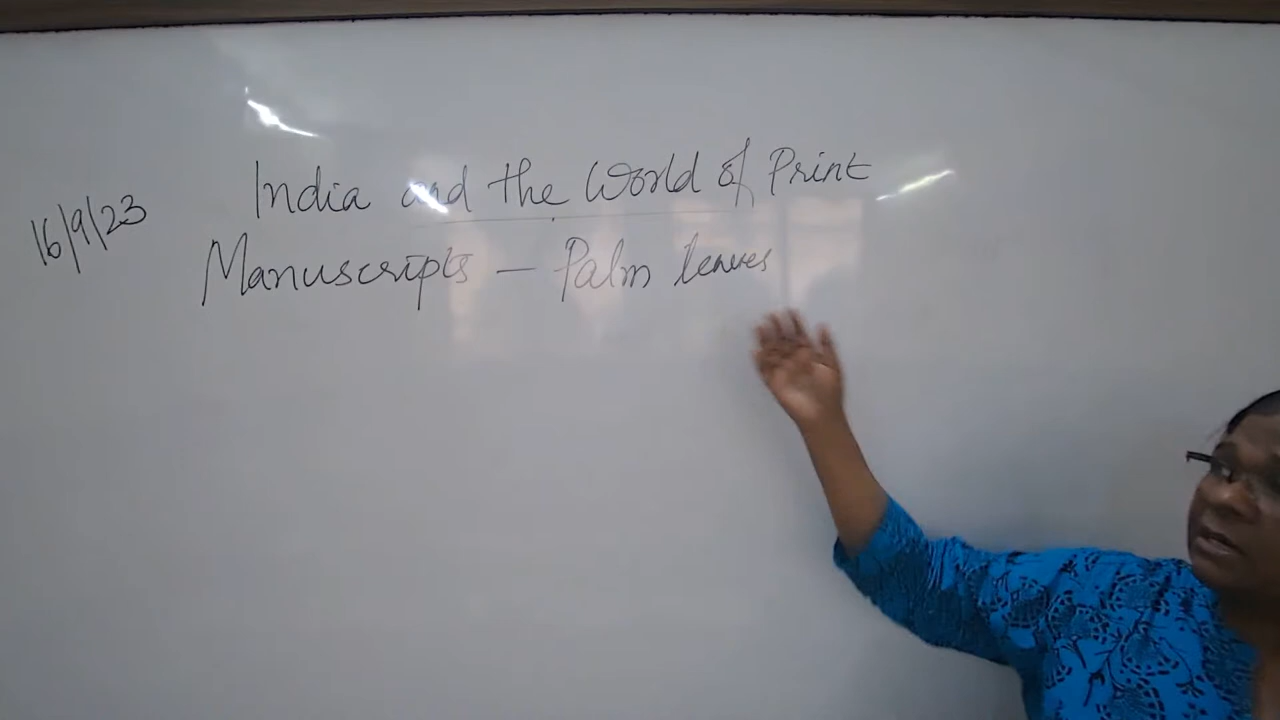 16/9/23
India and the World of Print
Manuscripts — Palm leaves